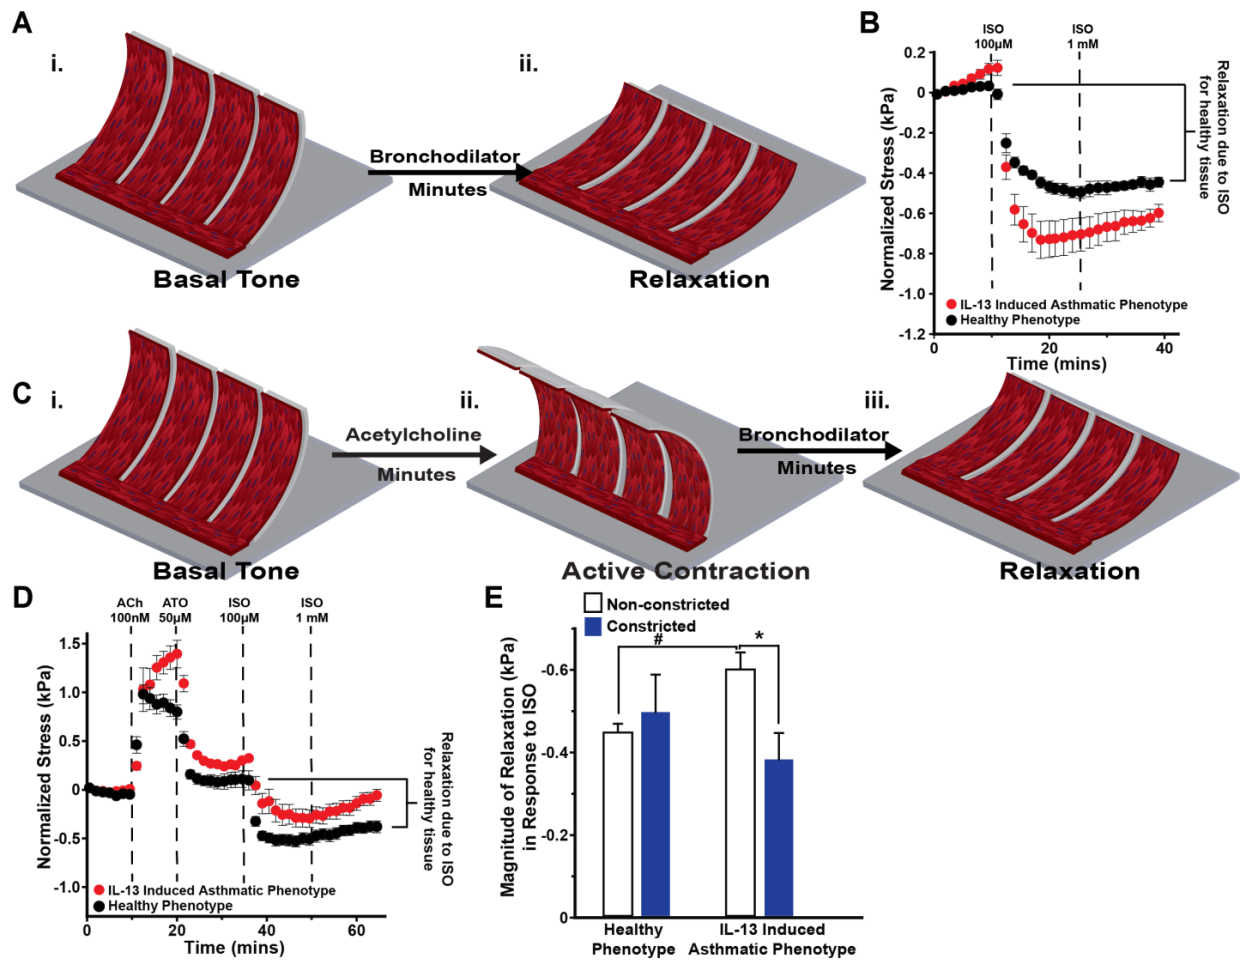 A
i.
ii.
Bronchodilator
Minutes
Basal Tone
Relaxation
B
ISO
100µM
ISO
1 mM
0.2
0
-0.2
-0.4
-0.6
-0.8
-1.0
-1.2
Normalized Stress (kPa)
IL-13 Induced Asthmatic Phenotype
Healthy Phenotype
0
20
40
Time (mins)
Relaxation due to ISO
for healthy tissue
C
i.
ii.
iii.
Acetylcholine
Minutes
Bronchodilator
Minutes
Basal Tone
Active Contraction
Relaxation
D
ACh
100nM
ATO
50µM
ISO
100µM
ISO
1 mM
1.5
1.0
0.5
0
-0.5
-1.0
Normalized Stress (kPa)
IL-13 Induced Asthmatic Phenotype
Healthy Phenotype
0
20
40
60
Time (mins)
Relaxation due to ISO
for healthy tissue
E
Non-constricted
Constricted
#
*
-0.6
-0.4
-0.2
0
Magnitude of Relaxation (kPa)
in Response to ISO
Healthy
Phenotype
IL-13 Induced
Asthmatic Phenotype